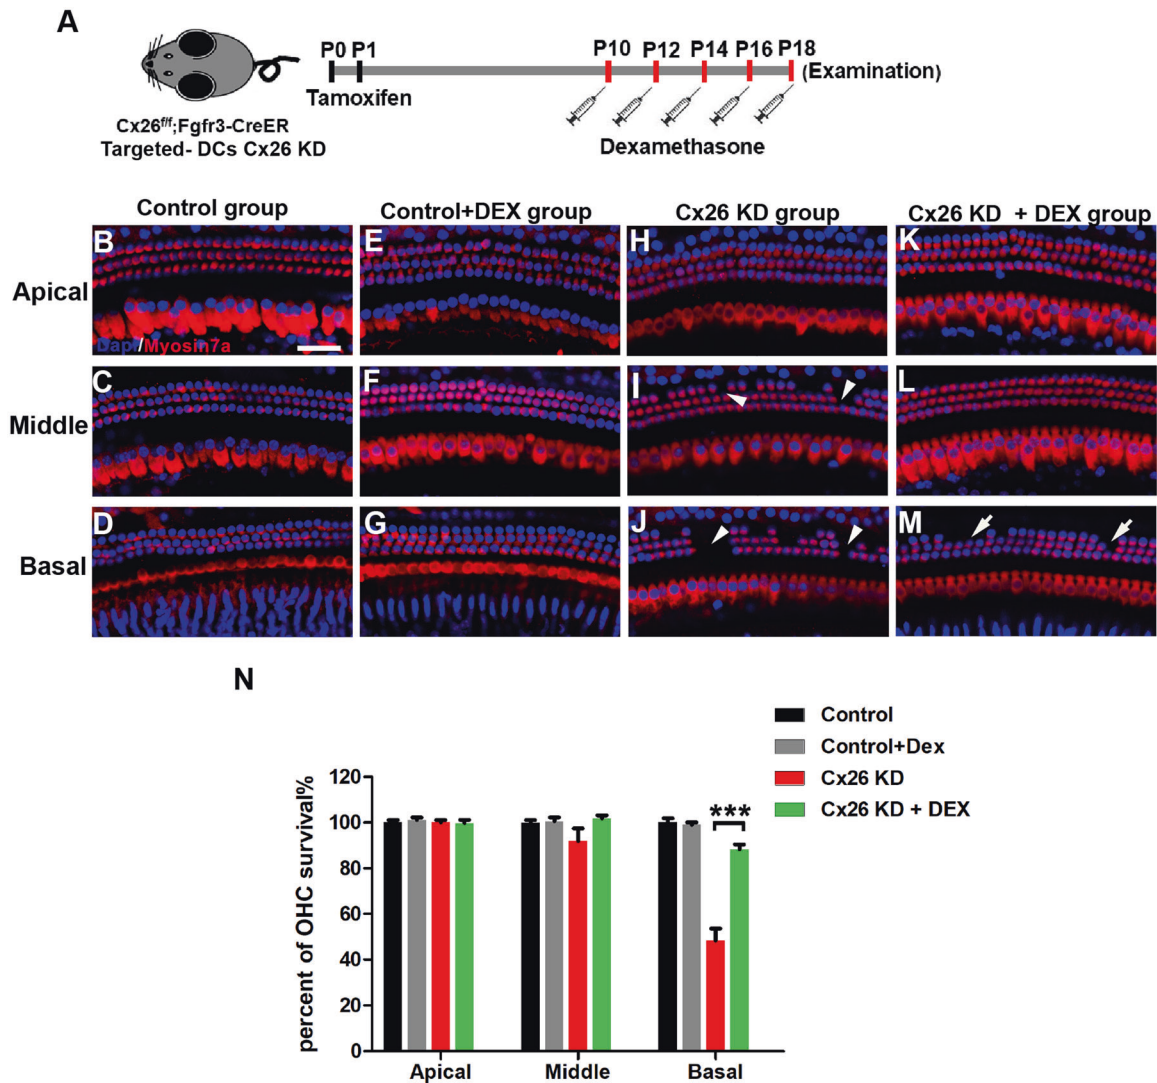 A
P0 P1 P10 P12 P14 P16 P18 (Examination)
Tamoxifen
Dexamethasone
Cx26f/f;Fgfr3-CreER
Targeted- DCs Cx26 KD
Control group Control+DEX group Cx26 KD group Cx26 KD + DEX group
B E H K
Apical
Dapi/Myosin7a
C F I L
Middle
D G J M
Basal
N
Control
Control+Dex
Cx26 KD
Cx26 KD + DEX
percent of OHC survival%
120
100
80
60
40
20
0
***
Apical Middle Basal